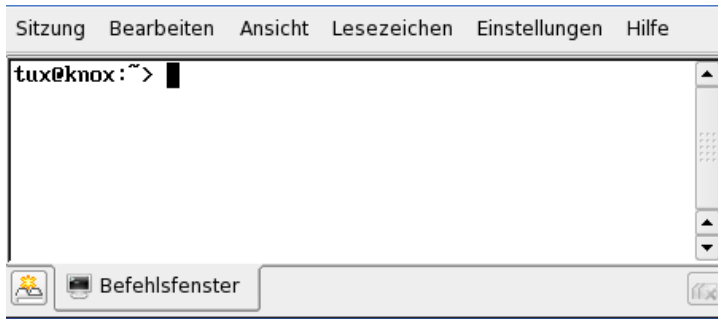 Sitzung Bearbeiten Ansicht Lesezeichen Einstellungen Hilfe
tux@knox:~>
Befehlsfenster